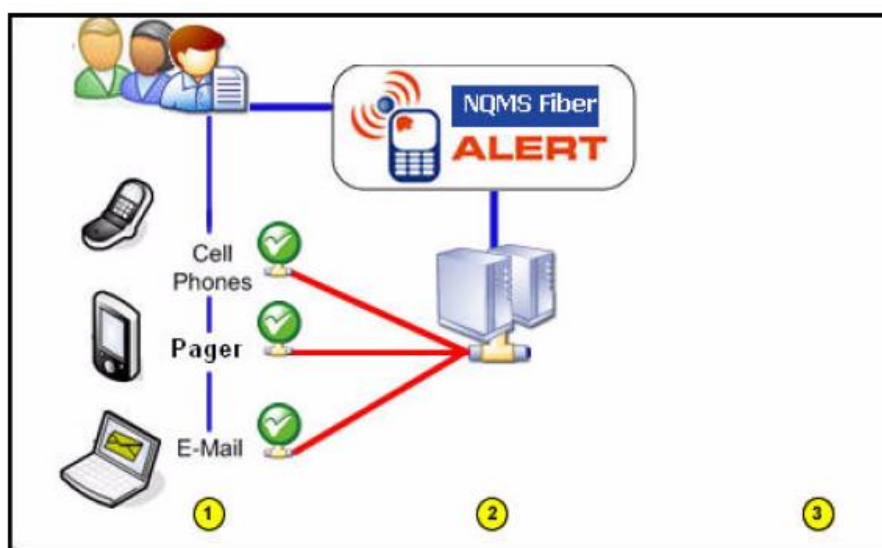 NQMS Fiber
ALERT
Cell
Phones
Pager
E-Mail
1
2
3